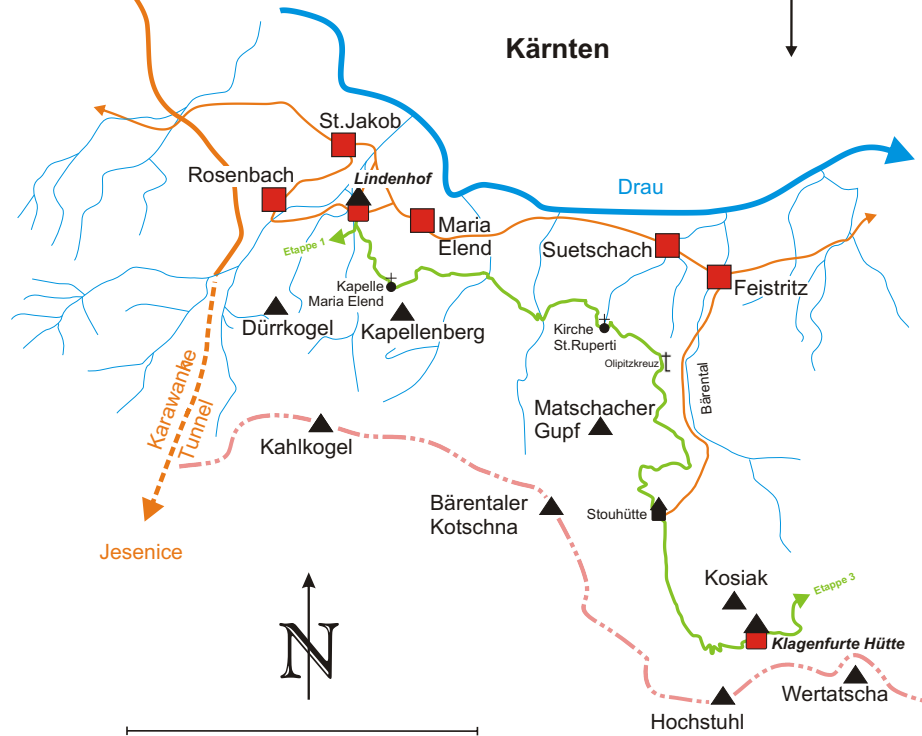 Kärnten
St.Jakob
Rosenbach
Lindenhof
Drau
Maria
Elend
Etappe 1
Suetschach
Feistritz
Kapelle
Maria Elend
Dürrkogel
Kapellenberg
Kirche
St.Ruperti
Olipitzkreuz
Bärental
Karawanke
Tunnel
Matschacher
Gupf
Kahlkogel
Bärentaler
Kotschna
Stouhütte
Jesenice
Kosiak
Etappe 3
N
Klagenfurte Hütte
Wertatscha
Hochstuhl